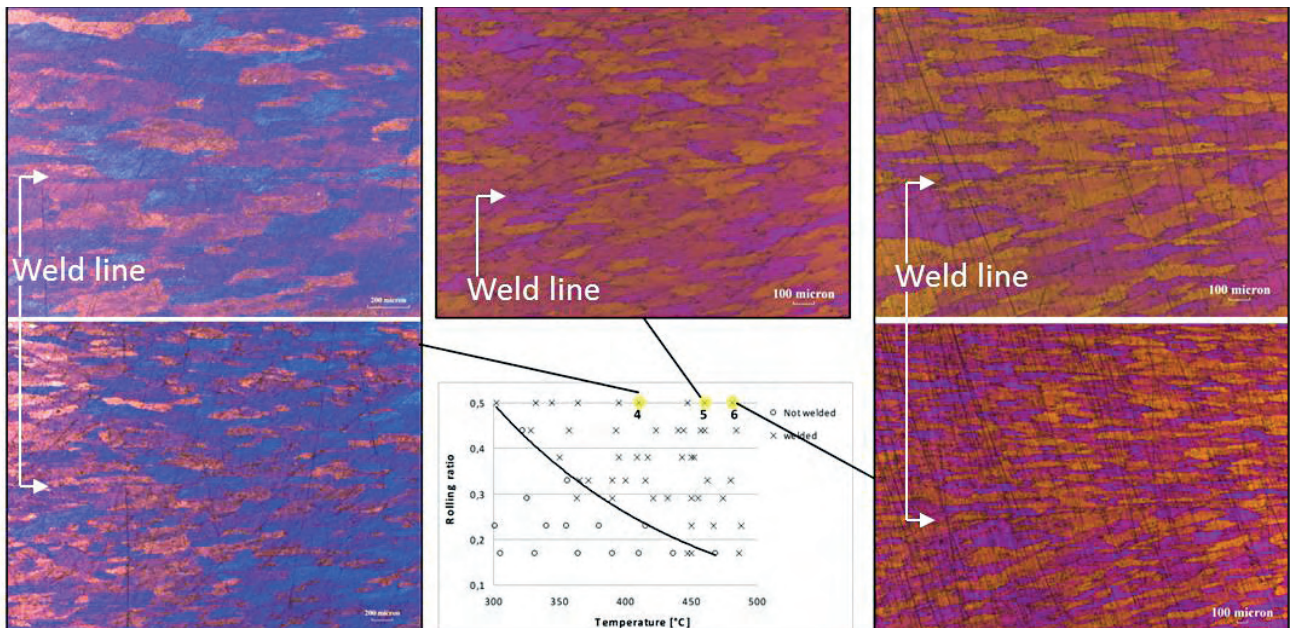 Weld line
200 micron
200 micron
Weld line
100 micron
Weld line
100 micron
100 micron
0,5
0,4
0,3
0,2
0,1
Rolling ratio
300
350
400
450
500
Temperature [°C]
4
5
6
Not welded
welded